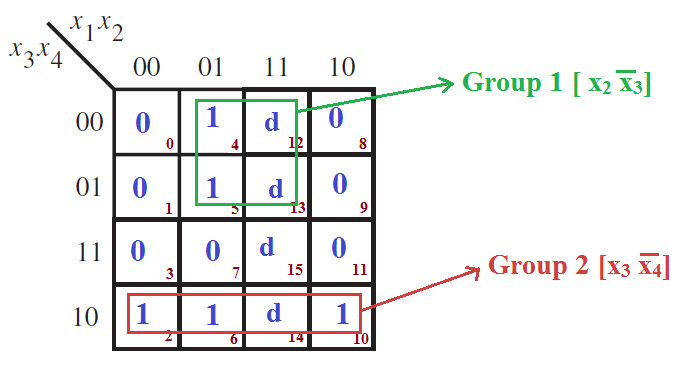 x₁x₂
x₃x₄
00 01 11 10
Group 1 [ x₂ x̅₃]
00 0 0 1 4 d 12 0 8
01 0 1 1 5 d 13 0 9
11 0 3 0 7 d 15 0 11
Group 2 [x₃ x̅₄]
10 1 2 1 6 d 14 1 10